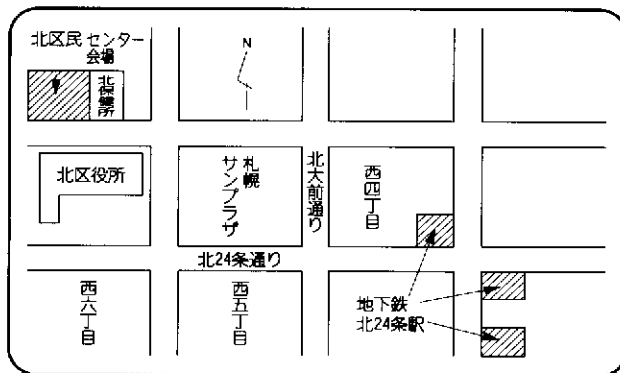 北区民センター
会場
北保健所
N
北区役所
札幌
サンプラザ
北大前通り
西四丁目
北24条通り
西六丁目
西五丁目
地下鉄
北24条駅